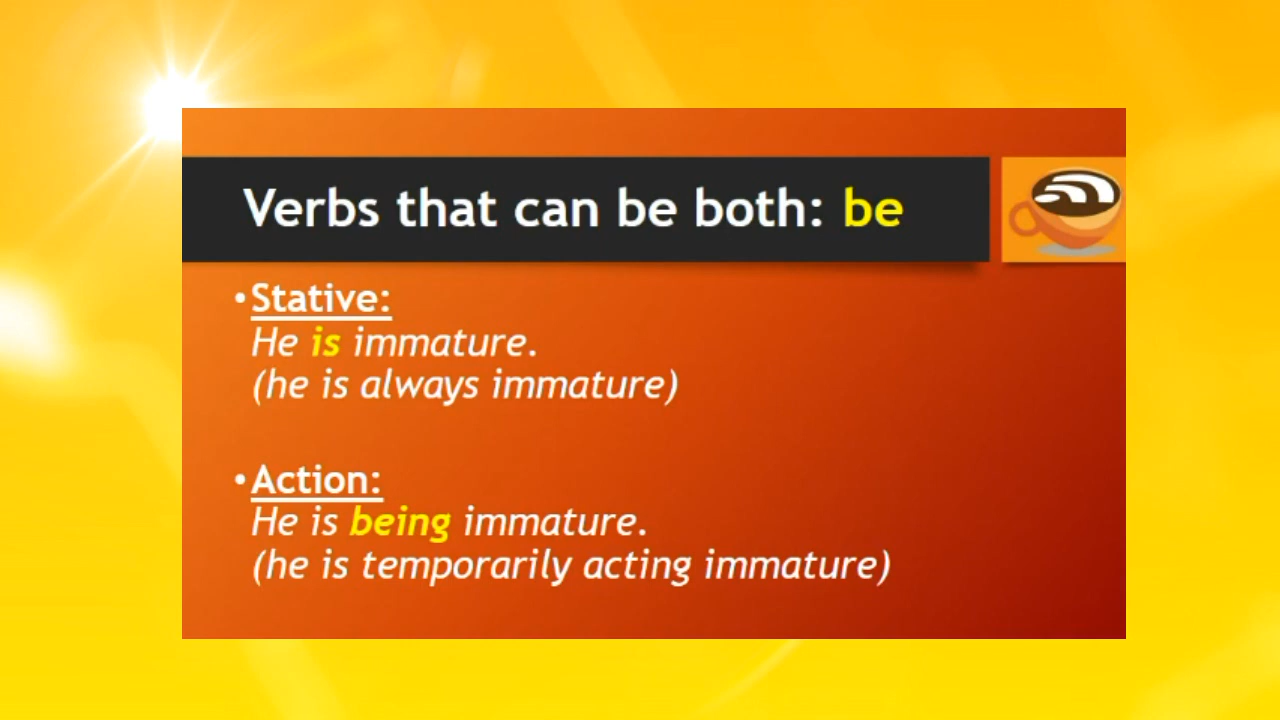 Verbs that can be both: be
•Stative:
He is immature.
(he is always immature)
•Action:
He is being immature.
(he is temporarily acting immature)